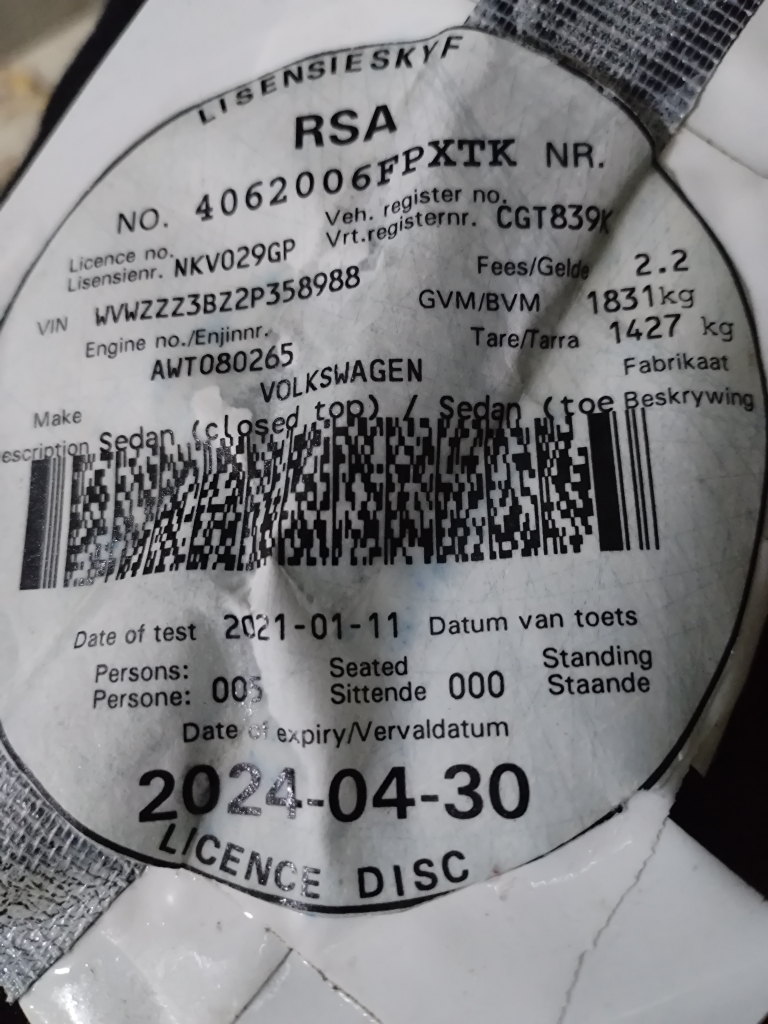 LISENSIESKYF
RSA
NO. 4062006FPXTK NR.
Licence no. Veh. register no.
Lisensienr. NKV029GP Vrt.registernr. CGT839K
VIN WVWZZZ3BZ2P358988 Fees/Gelde 2.2
Engine no./Enjinnr. GVM/BVM 1831kg
AWT080265 Tare/Tarra 1427 kg
Make VOLKSWAGEN Fabrikaat
escription Sedan (closed top) / Sedan (toe Beskrywing
Date of test 2021-01-11 Datum van toets
Persons: Seated Standing
Persone: 005 Sittende 000 Staande
Date of expiry/Vervaldatum
2024-04-30
LICENCE DISC